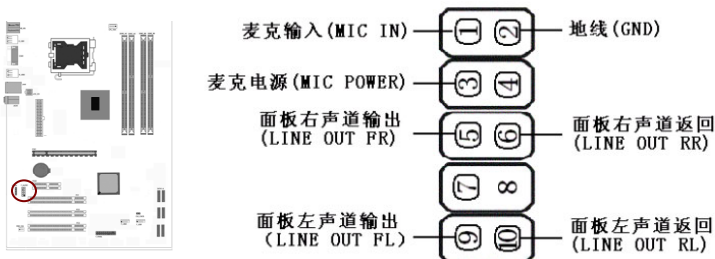 麦克输入(MIC IN)
1 2
地线(GND)
麦克电源(MIC POWER)
3 4
面板右声道输出
(LINE OUT FR)
5 6
面板右声道返回
(LINE OUT RR)
7 8
面板左声道输出
(LINE OUT FL)
9 10
面板左声道返回
(LINE OUT RL)